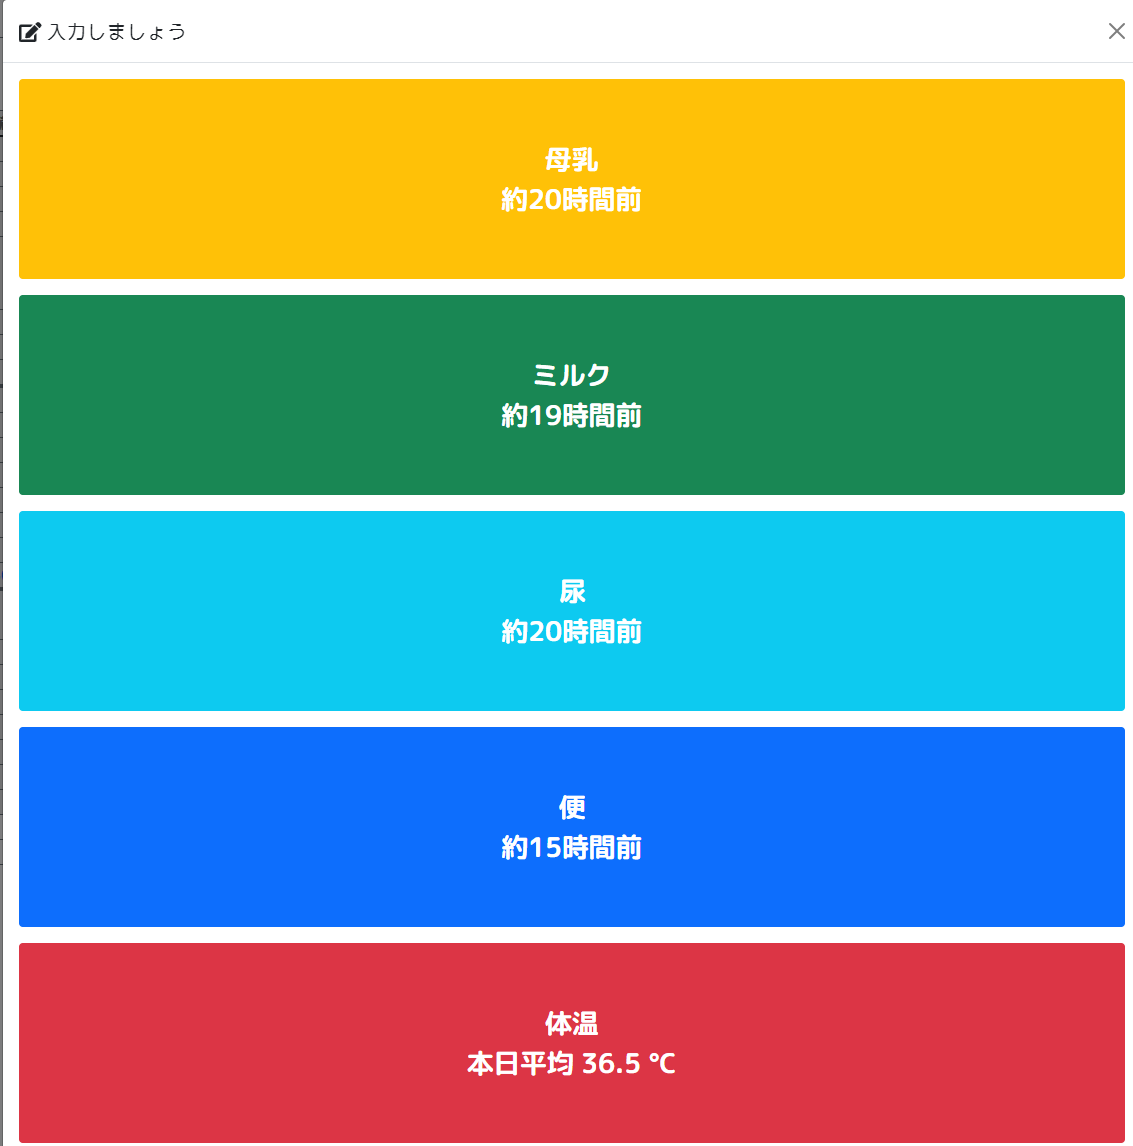 入力しましょう
母乳
約20時間前
ミルク
約19時間前
尿
約20時間前
便
約15時間前
体温
本日平均 36.5 ℃